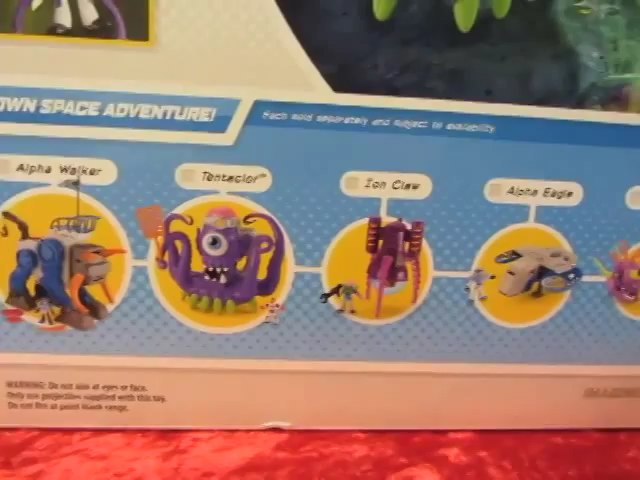 OWN SPACE ADVENTURE!
Each sold separately and subject to availability
Alpha Walker
Tentaclor™
Ion Claw
Alpha Eagle
WARNING: Do not aim at eyes or face.
Only use projectiles supplied with this toy.
Do not fire at point blank range.